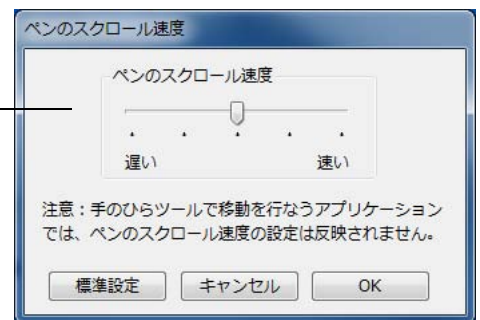 ペンのスクロール速度
ペンのスクロール速度
遅い 速い
注意：手のひらツールで移動を行なうアプリケーション
では、ペンのスクロール速度の設定は反映されません。
標準設定 キャンセル OK